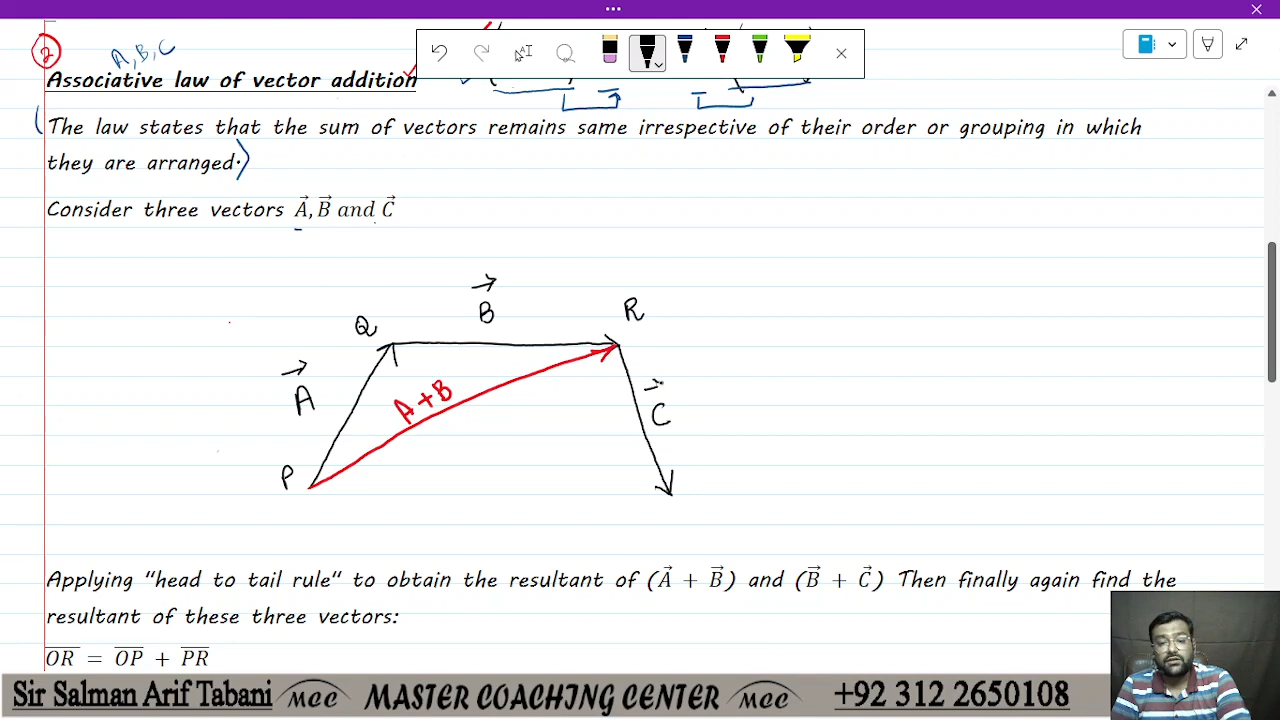 2
A, B, C
Associative law of vector addition
The law states that the sum of vectors remains same irrespective of their order or grouping in which
they are arranged.
Consider three vectors A⃗, B⃗ and C⃗
B⃗
Q
R
A⃗
A+B
C⃗
P
Applying “head to tail rule” to obtain the resultant of (A⃗ + B⃗) and (B⃗ + C⃗) Then finally again find the
resultant of these three vectors:
O̅R̅ = O̅P̅ + P̅R̅
Sir Salman Arif Tabani MCC MASTER COACHING CENTER MCC +92 312 2650108